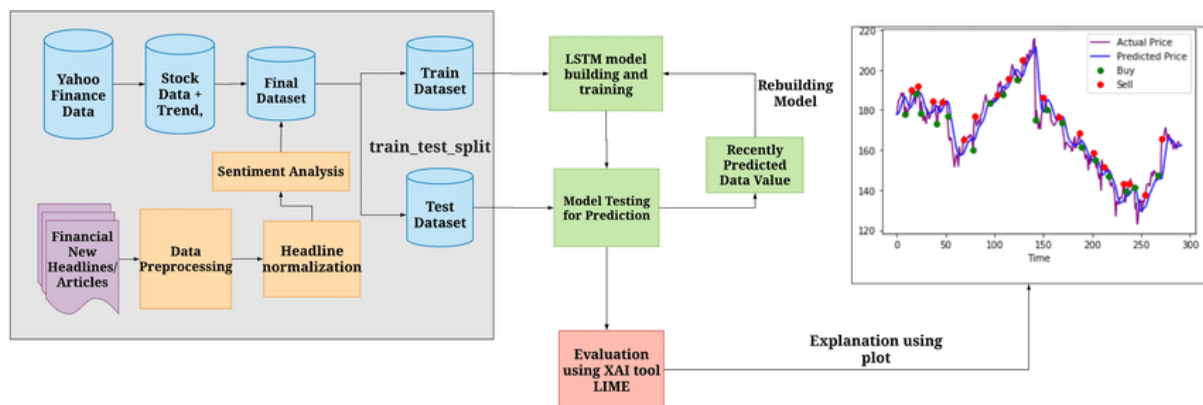 Yahoo
Finance
Data
Stock
Data +
Trend,
Final
Dataset
Train
Dataset
train_test_split
Test
Dataset
Sentiment Analysis
Financial
New
Headlines/
Articles
Data
Preprocessing
Headline
normalization
LSTM model
building and
training
Rebuilding
Model
Recently
Predicted
Data Value
Model Testing
for Prediction
Evaluation
using XAI tool
LIME
Explanation using
plot
220
200
180
160
140
120
Actual Price
Predicted Price
Buy
Sell
0
50
100
150
200
250
300
Time